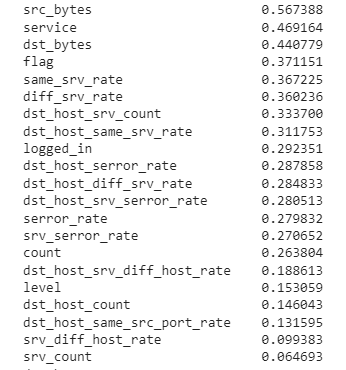 src_bytes 0.567388
service 0.469164
dst_bytes 0.440779
flag 0.371151
same_srv_rate 0.367225
diff_srv_rate 0.360236
dst_host_srv_count 0.333700
dst_host_same_srv_rate 0.311753
logged_in 0.292351
dst_host_serror_rate 0.287858
dst_host_diff_srv_rate 0.284833
dst_host_srv_serror_rate 0.280513
serror_rate 0.279832
srv_serror_rate 0.270652
count 0.263804
dst_host_srv_diff_host_rate 0.188613
level 0.153059
dst_host_count 0.146043
dst_host_same_src_port_rate 0.131595
srv_diff_host_rate 0.099383
srv_count 0.064693